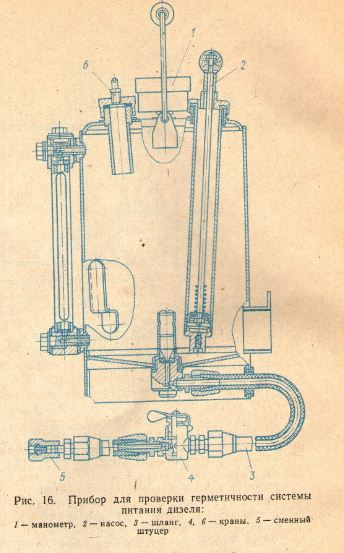 6
1
2
5
4
3
Рис. 16. Прибор для проверки герметичности системы
питания дизеля:
1 — манометр, 2 — насос, 3 — шланг, 4, 6 — краны, 5 — сменный
штуцер